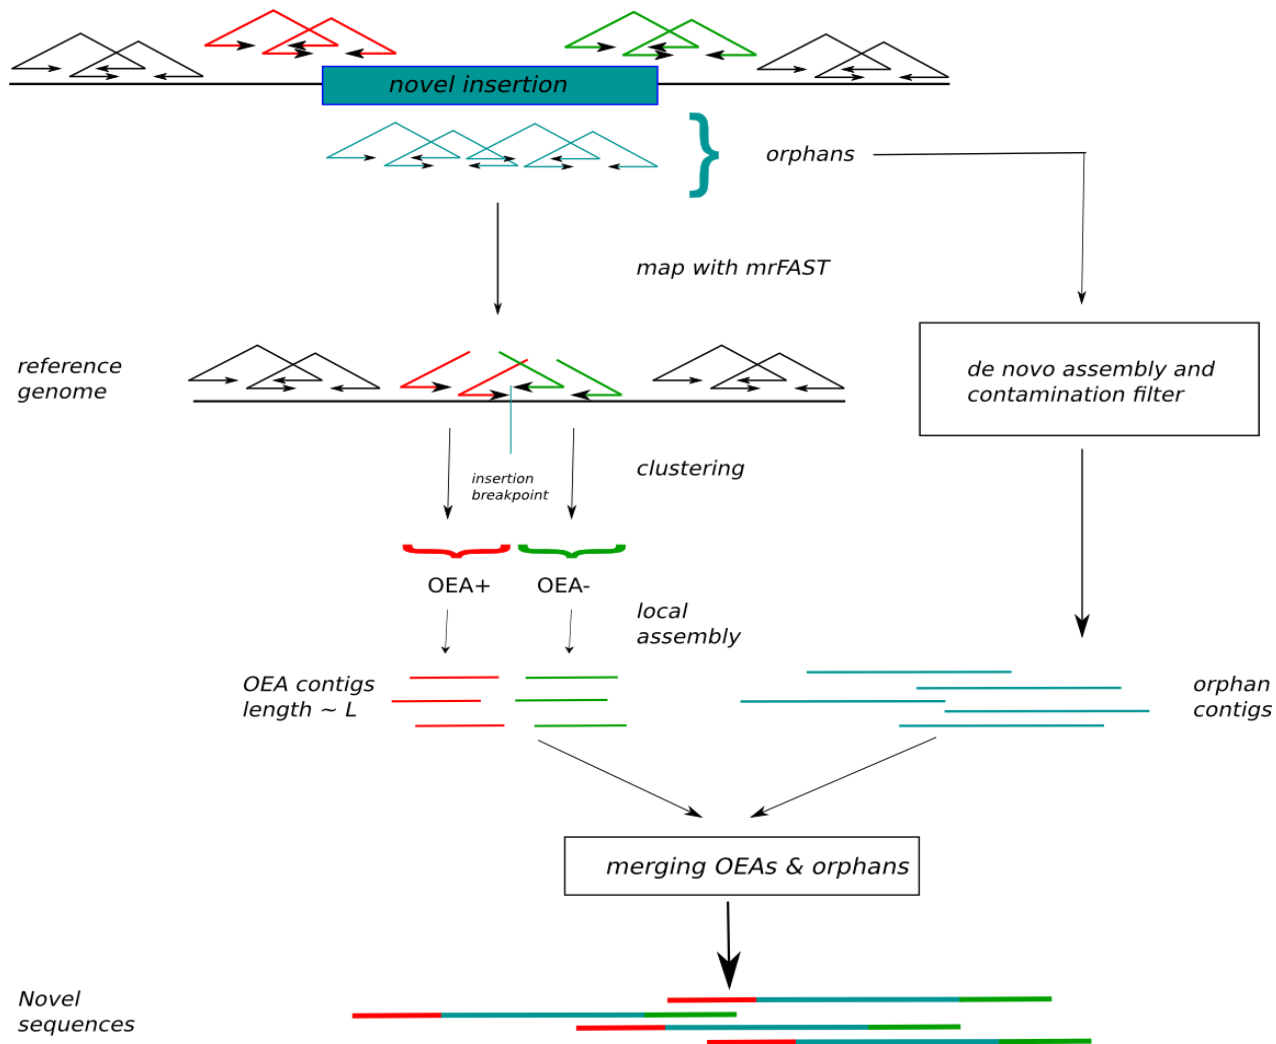 novel insertion
orphans
map with mrFAST
reference
genome
de novo assembly and
contamination filter
clustering
insertion
breakpoint
OEA+
OEA-
local
assembly
OEA contigs
length ~ L
orphan
contigs
merging OEAs & orphans
Novel
sequences